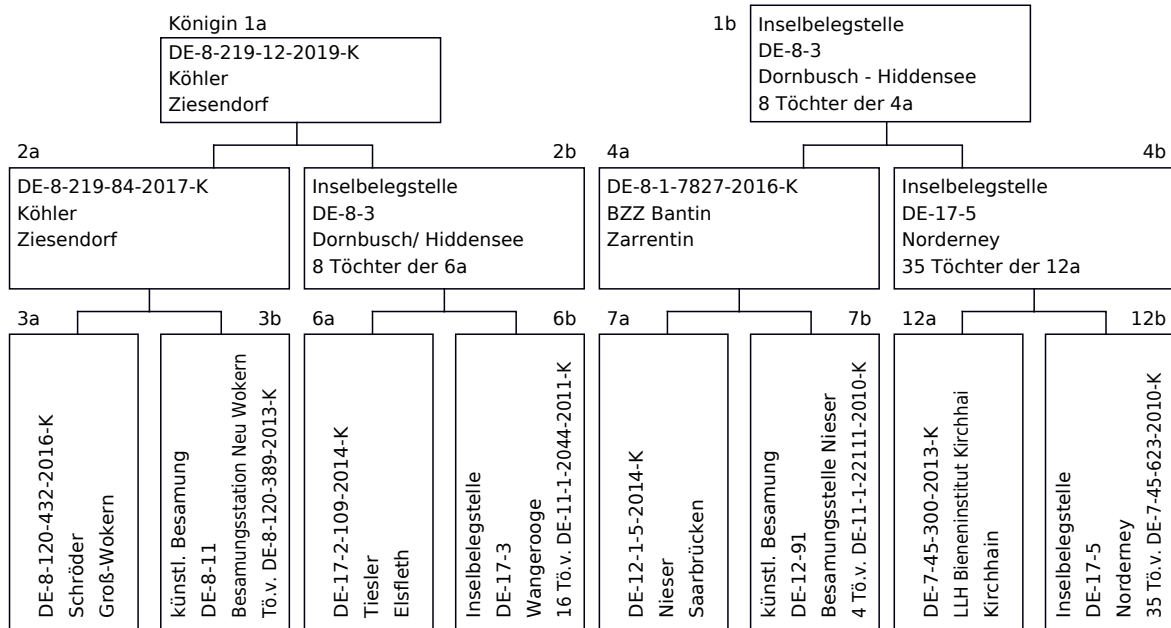 Königin 1a
DE-8-219-12-2019-K
Köhler
Ziesendorf
1b
Inselbelegstelle
DE-8-3
Dornbusch - Hiddensee
8 Töchter der 4a
2a
DE-8-219-84-2017-K
Köhler
Ziesendorf
2b
Inselbelegstelle
DE-8-3
Dornbusch/ Hiddensee
8 Töchter der 6a
4a
DE-8-1-7827-2016-K
BZZ Bantin
Zarrentin
4b
Inselbelegstelle
DE-17-5
Norderney
35 Töchter der 12a
3a
DE-8-120-432-2016-K
Schröder
Groß-Wokern
3b
künstl. Besamung
DE-8-11
Besamungsstation Neu Wokern
Tö.v. DE-8-120-389-2013-K
6a
DE-17-2-109-2014-K
Tiesler
Elsfleth
6b
Inselbelegstelle
DE-17-3
Wangerooge
16 Tö.v. DE-11-1-2044-2011-K
7a
DE-12-1-5-2014-K
Nieser
Saarbrücken
7b
künstl. Besamung
DE-12-91
Besamungsstelle Nieser
4 Tö.v. DE-11-1-22111-2010-K
12a
DE-7-45-300-2013-K
LLH Bieneninstitut Kirchhai
Kirchhain
12b
Inselbelegstelle
DE-17-5
Norderney
35 Tö.v. DE-7-45-623-2010-K